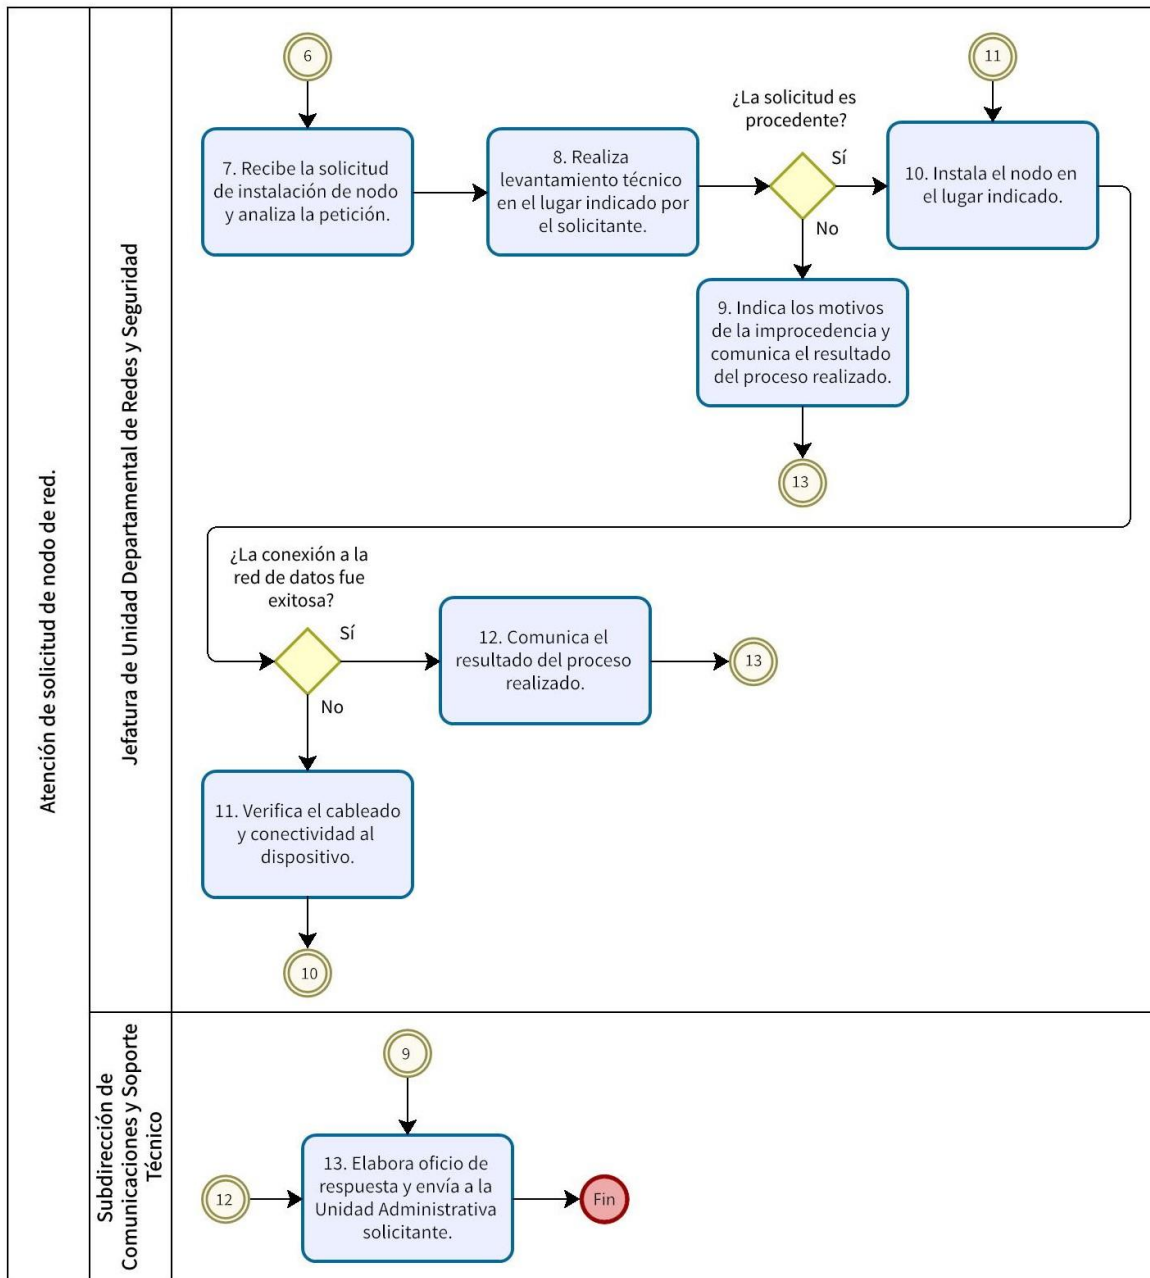 Atención de solicitud de nodo de red.
Jefatura de Unidad Departamental de Redes y Seguridad
6
7. Recibe la solicitud
de instalación de nodo
y analiza la petición.
8. Realiza
levantamiento técnico
en el lugar indicado por
el solicitante.
¿La solicitud es
procedente?
Sí
No
11
10. Instala el nodo en
el lugar indicado.
9. Indica los motivos
de la improcedencia y
comunica el resultado
del proceso realizado.
13
¿La conexión a la
red de datos fue
exitosa?
Sí
No
12. Comunica el
resultado del proceso
realizado.
13
11. Verifica el cableado
y conectividad al
dispositivo.
10
Subdirección de
Comunicaciones y Soporte
Técnico
9
12
13. Elabora oficio de
respuesta y envía a la
Unidad Administrativa
solicitante.
Fin